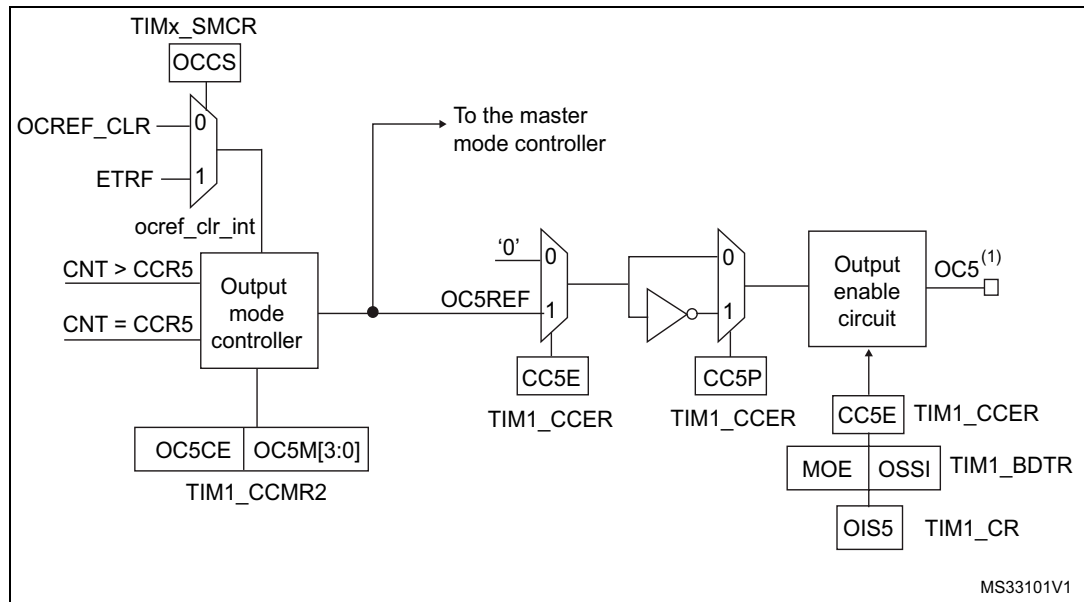 TIMx_SMCR
OCCS
OCREF_CLR
0
ETRF
1
ocref_clr_int
To the master
mode controller
CNT > CCR5
CNT = CCR5
Output
mode
controller
OC5REF
‘0’
0
1
0
1
Output
enable
circuit
OC5(1)
CC5E
TIM1_CCER
CC5P
TIM1_CCER
CC5E
TIM1_CCER
MOE OSSI
TIM1_BDTR
OIS5
TIM1_CR
OC5CE OC5M[3:0]
TIM1_CCMR2
MS33101V1